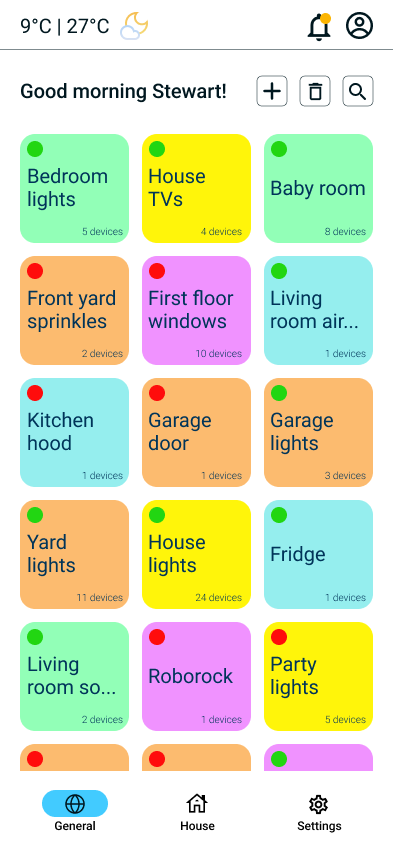 9°C | 27°C
Good morning Stewart!
Bedroom
lights
5 devices
House
TVs
4 devices
Baby room
8 devices
Front yard
sprinkles
2 devices
First floor
windows
10 devices
Living
room air...
1 devices
Kitchen
hood
1 devices
Garage
door
1 devices
Garage
lights
3 devices
Yard
lights
11 devices
House
lights
24 devices
Fridge
1 devices
Living
room so...
2 devices
Roborock
1 devices
Party
lights
5 devices
General
House
Settings